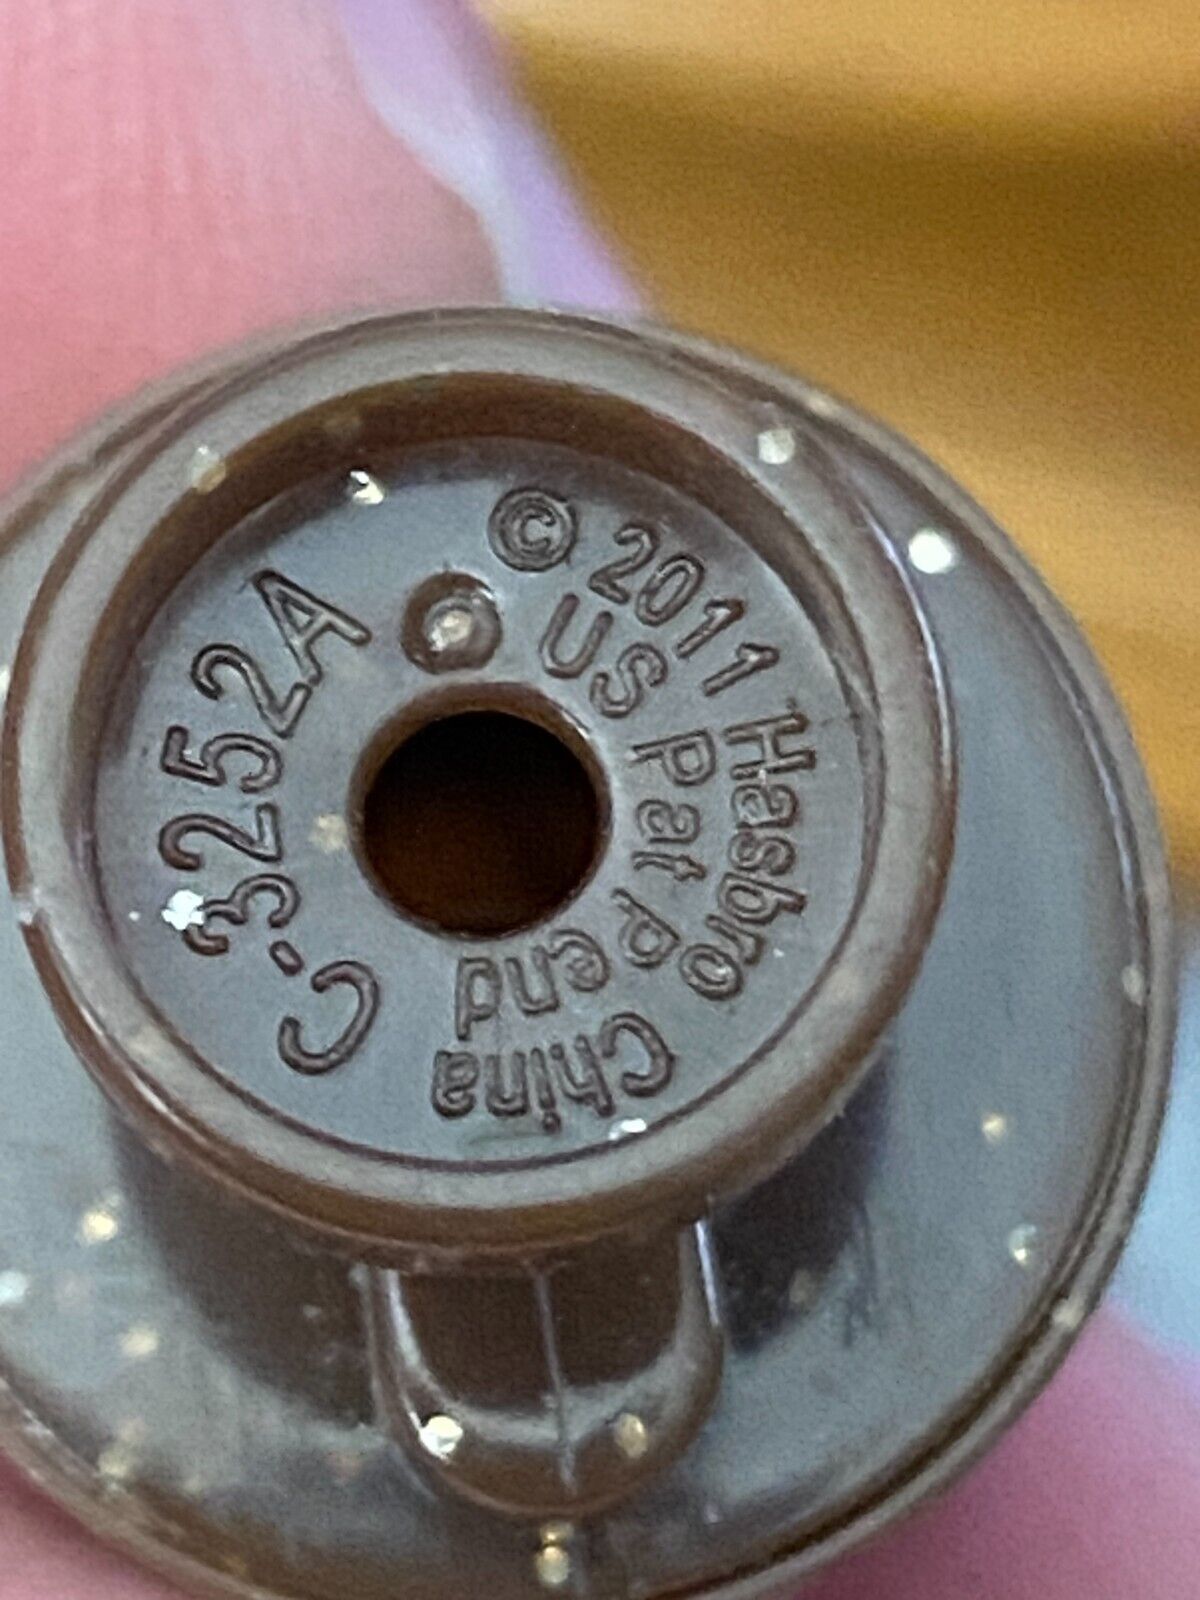 © 2011 Hasbro
US Pat Pend
China
C-3252A